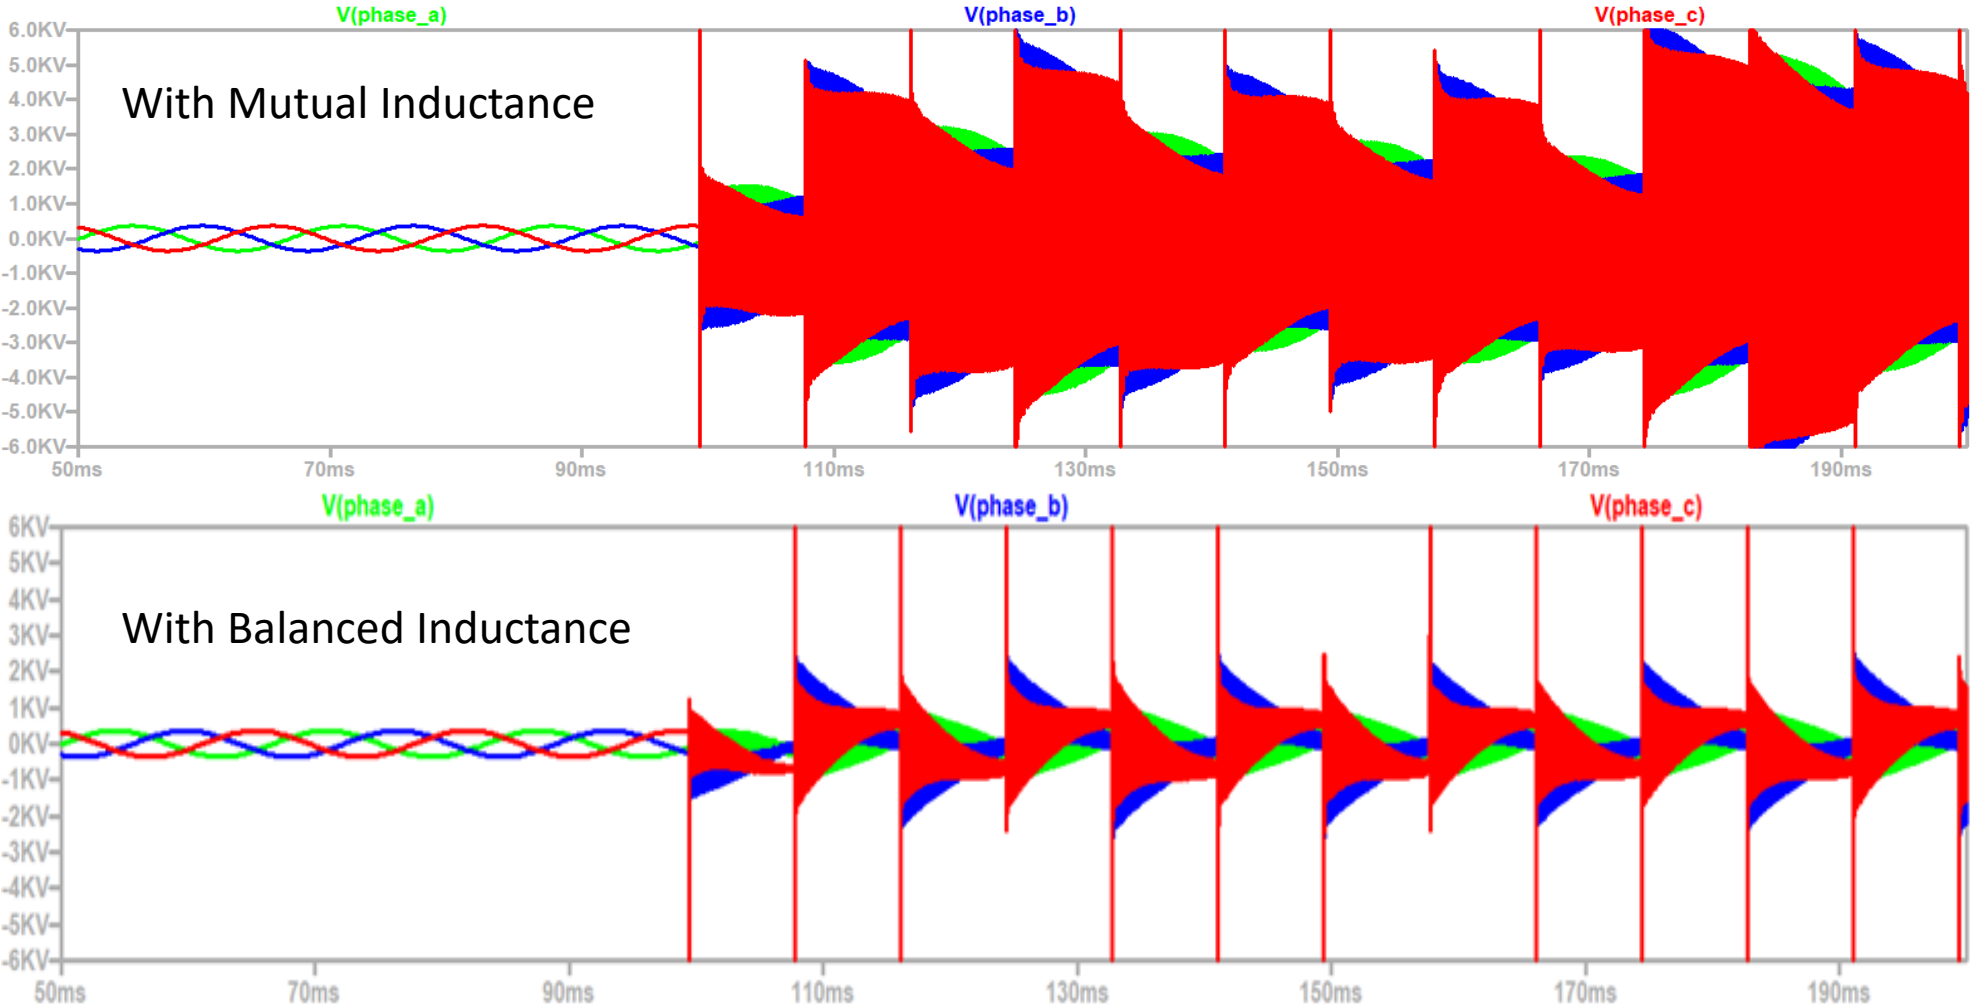 V(phase_a) V(phase_b) V(phase_c)
6.0KV
5.0KV
4.0KV
3.0KV
2.0KV
1.0KV
0.0KV
-1.0KV
-2.0KV
-3.0KV
-4.0KV
-5.0KV
-6.0KV
With Mutual Inductance
50ms 70ms 90ms 110ms 130ms 150ms 170ms 190ms
V(phase_a) V(phase_b) V(phase_c)
6KV
5KV
4KV
3KV
2KV
1KV
0KV
-1KV
-2KV
-3KV
-4KV
-5KV
-6KV
With Balanced Inductance
50ms 70ms 90ms 110ms 130ms 150ms 170ms 190ms